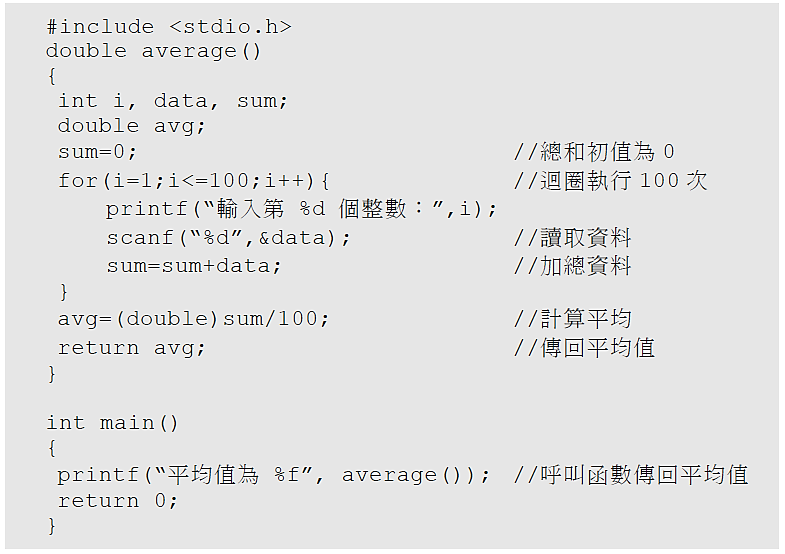 #include <stdio.h>
double average()
{
int i, data, sum;
double avg;
sum=0; //總和初值為 0
for(i=1;i<=100;i++){ //迴圈執行 100 次
printf(“輸入第 %d 個整數：”,i);
scanf(“%d”,&data); //讀取資料
sum=sum+data; //加總資料
}
avg=(double)sum/100; //計算平均
return avg; //傳回平均值
}
int main()
{
printf(“平均值為 %f”, average()); //呼叫函數傳回平均值
return 0;
}